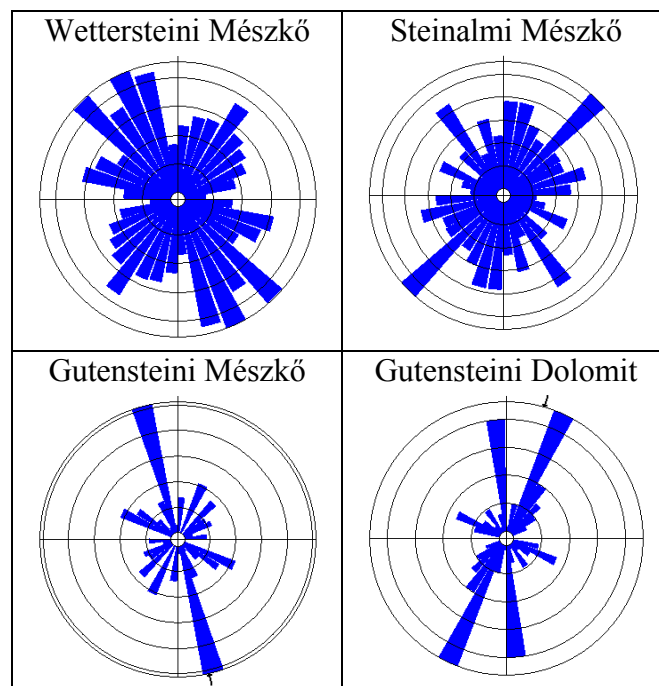 Wettersteini Mészkő
Steinalmi Mészkő
Gutensteini Mészkő
Gutensteini Dolomit